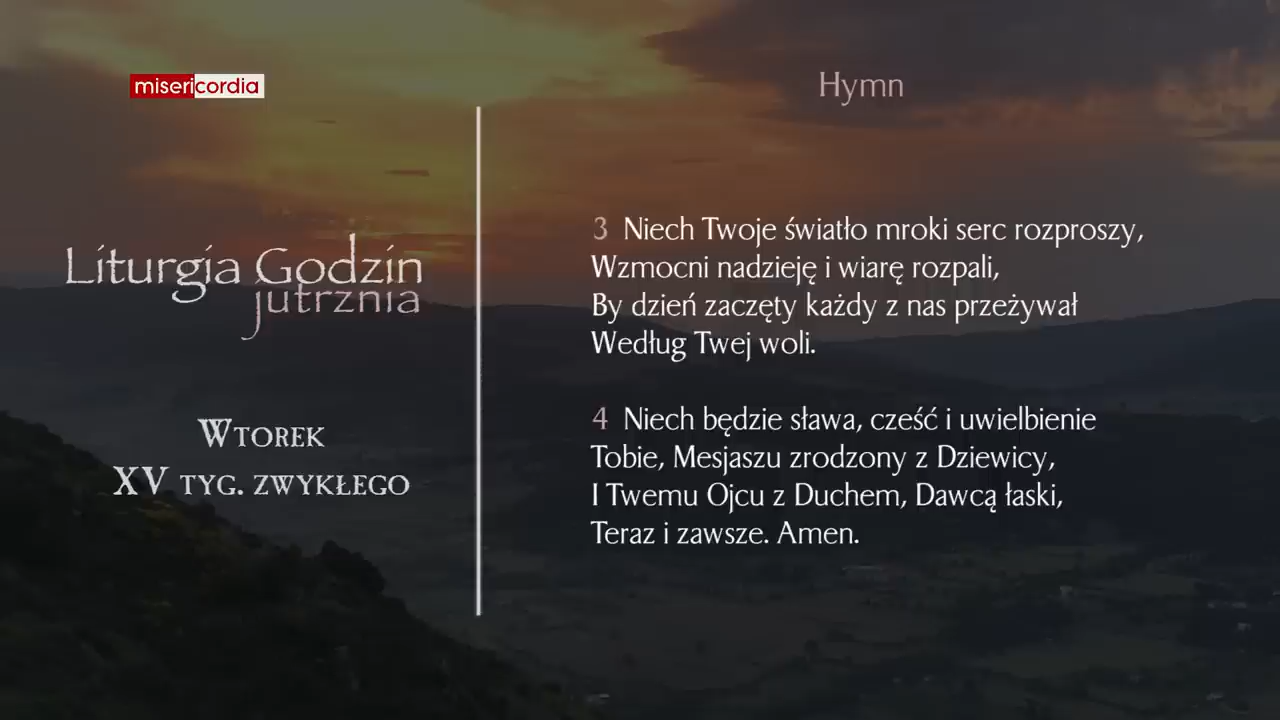 misericordia
Liturgia Godzin
jutrznia
Wtorek
XV tyg. zwykłego
Hymn
3 Niech Twoje światło mroki serc rozproszy,
Wzmocni nadzieję i wiarę rozpali,
By dzień zaczęty każdy z nas przeżywał
Według Twej woli.
4 Niech będzie sława, cześć i uwielbienie
Tobie, Mesjaszu zrodzony z Dziewicy,
I Twemu Ojcu z Duchem, Dawcą łaski,
Teraz i zawsze. Amen.